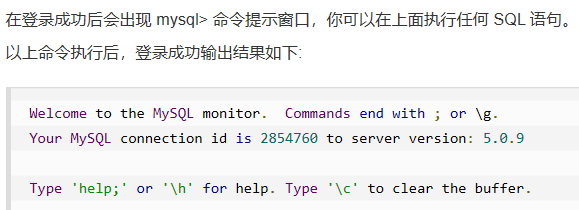 在登录成功后会出现 mysql> 命令提示窗口，你可以在上面执行任何 SQL 语句。
以上命令执行后，登录成功输出结果如下:
Welcome to the MySQL monitor.  Commands end with ; or \g.
Your MySQL connection id is 2854760 to server version: 5.0.9
Type 'help;' or '\h' for help. Type '\c' to clear the buffer.